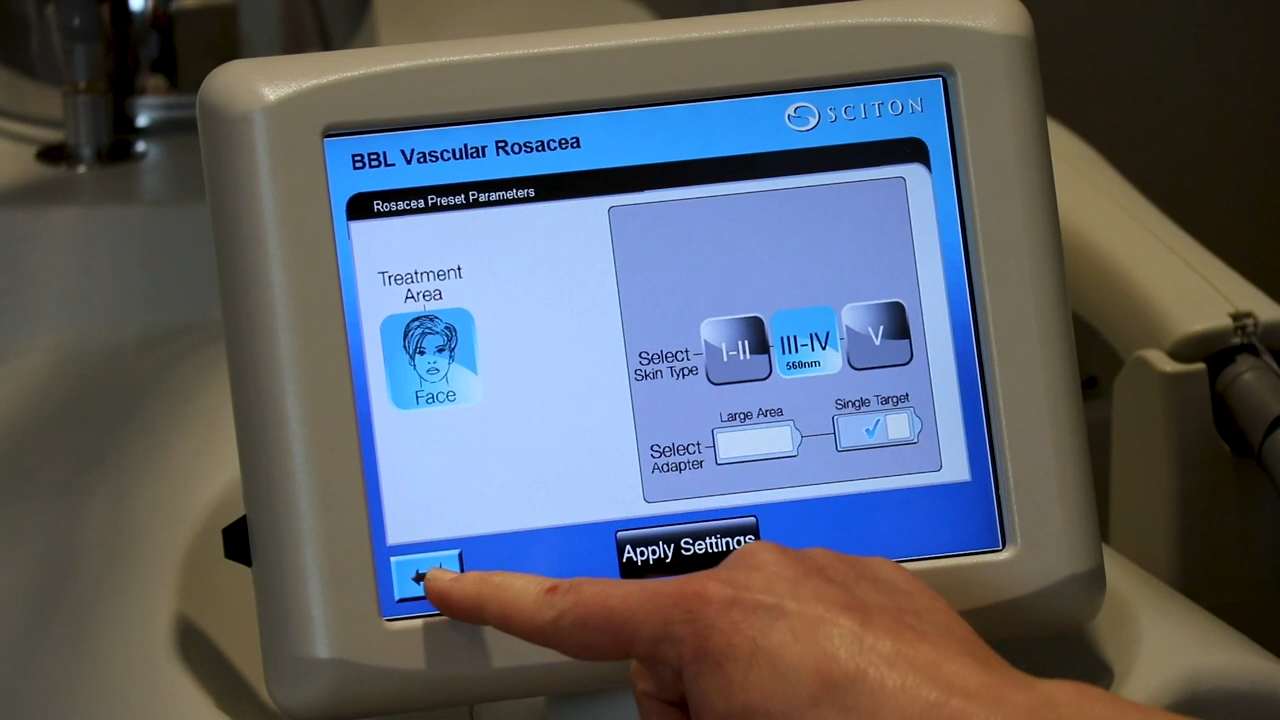 SCITON
BBL Vascular Rosacea
Rosacea Preset Parameters
Treatment
Area
Face
Select
Skin Type
I-II
III-IV
560nm
V
Large Area
Single Target
Select
Adapter
Apply Settings